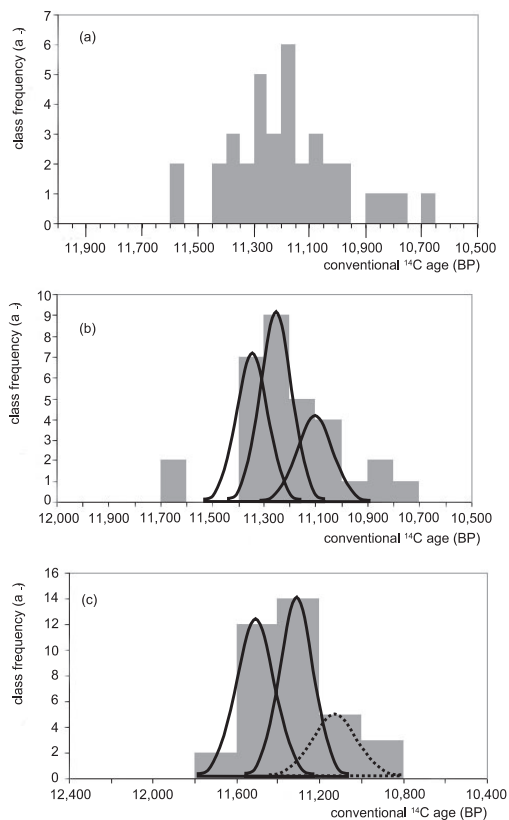 7
(a)
6
5
4
3
2
1
0
class frequency (a -)
11,900 11,700 11,500 11,300 11,100 10,900 10,700 10,500
conventional ¹⁴C age (BP)
10
(b)
9
8
7
6
5
4
3
2
1
0
class frequency (a -)
12,000 11,900 11,700 11,500 11,300 11,100 10,900 10,700 10,500
conventional ¹⁴C age (BP)
16
(c)
14
12
10
8
6
4
2
0
class frequency (a -)
12,400 12,000 11,600 11,200 10,800 10,400
conventional ¹⁴C age (BP)